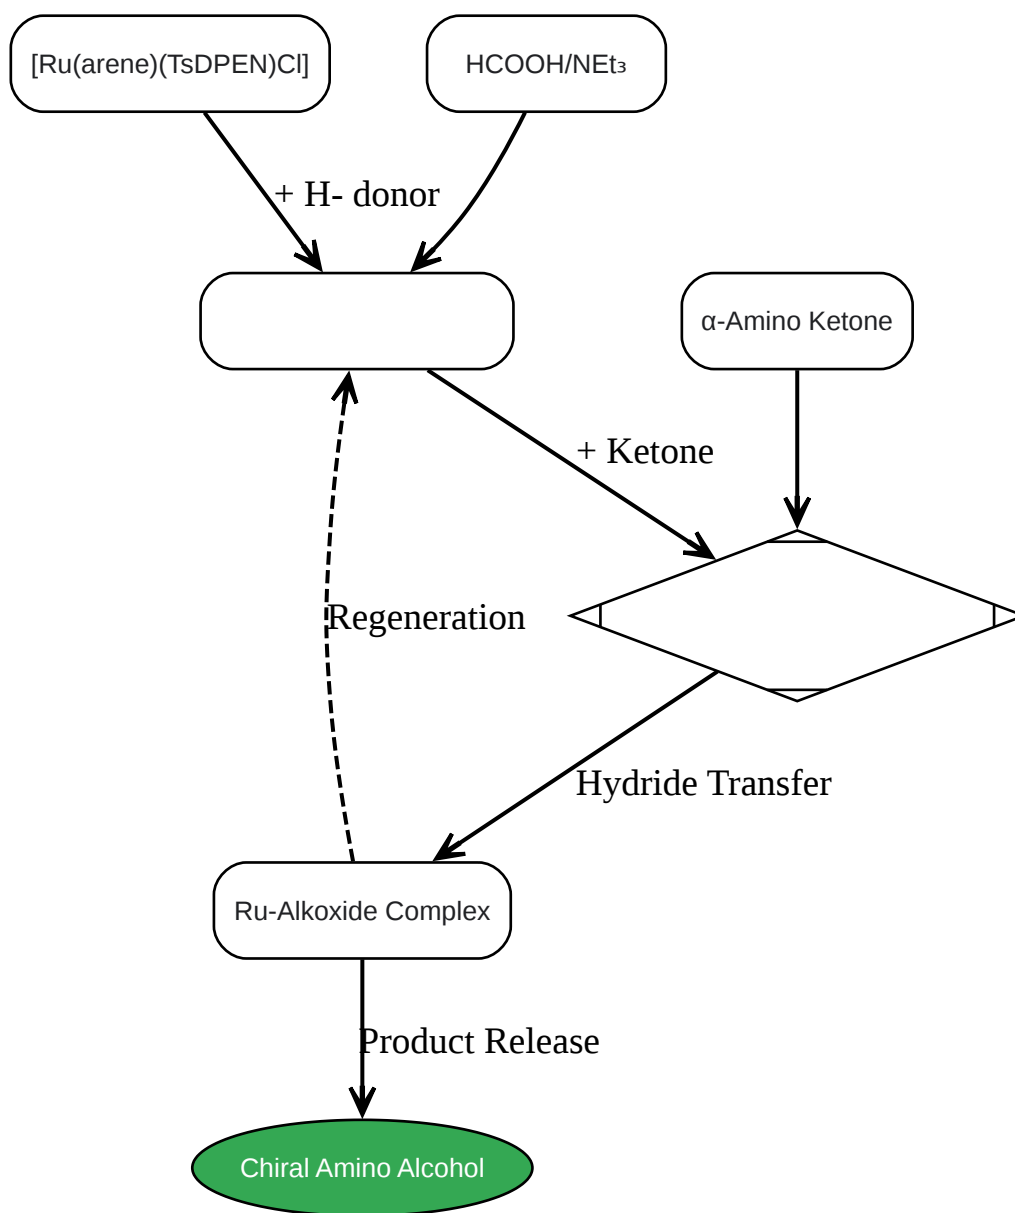 [Ru(arene)(TsDPEN)Cl]
HCOOH/NEt₃
+ H- donor
α-Amino Ketone
+ Ketone
Regeneration
Hydride Transfer
Ru-Alkoxide Complex
Product Release
Chiral Amino Alcohol